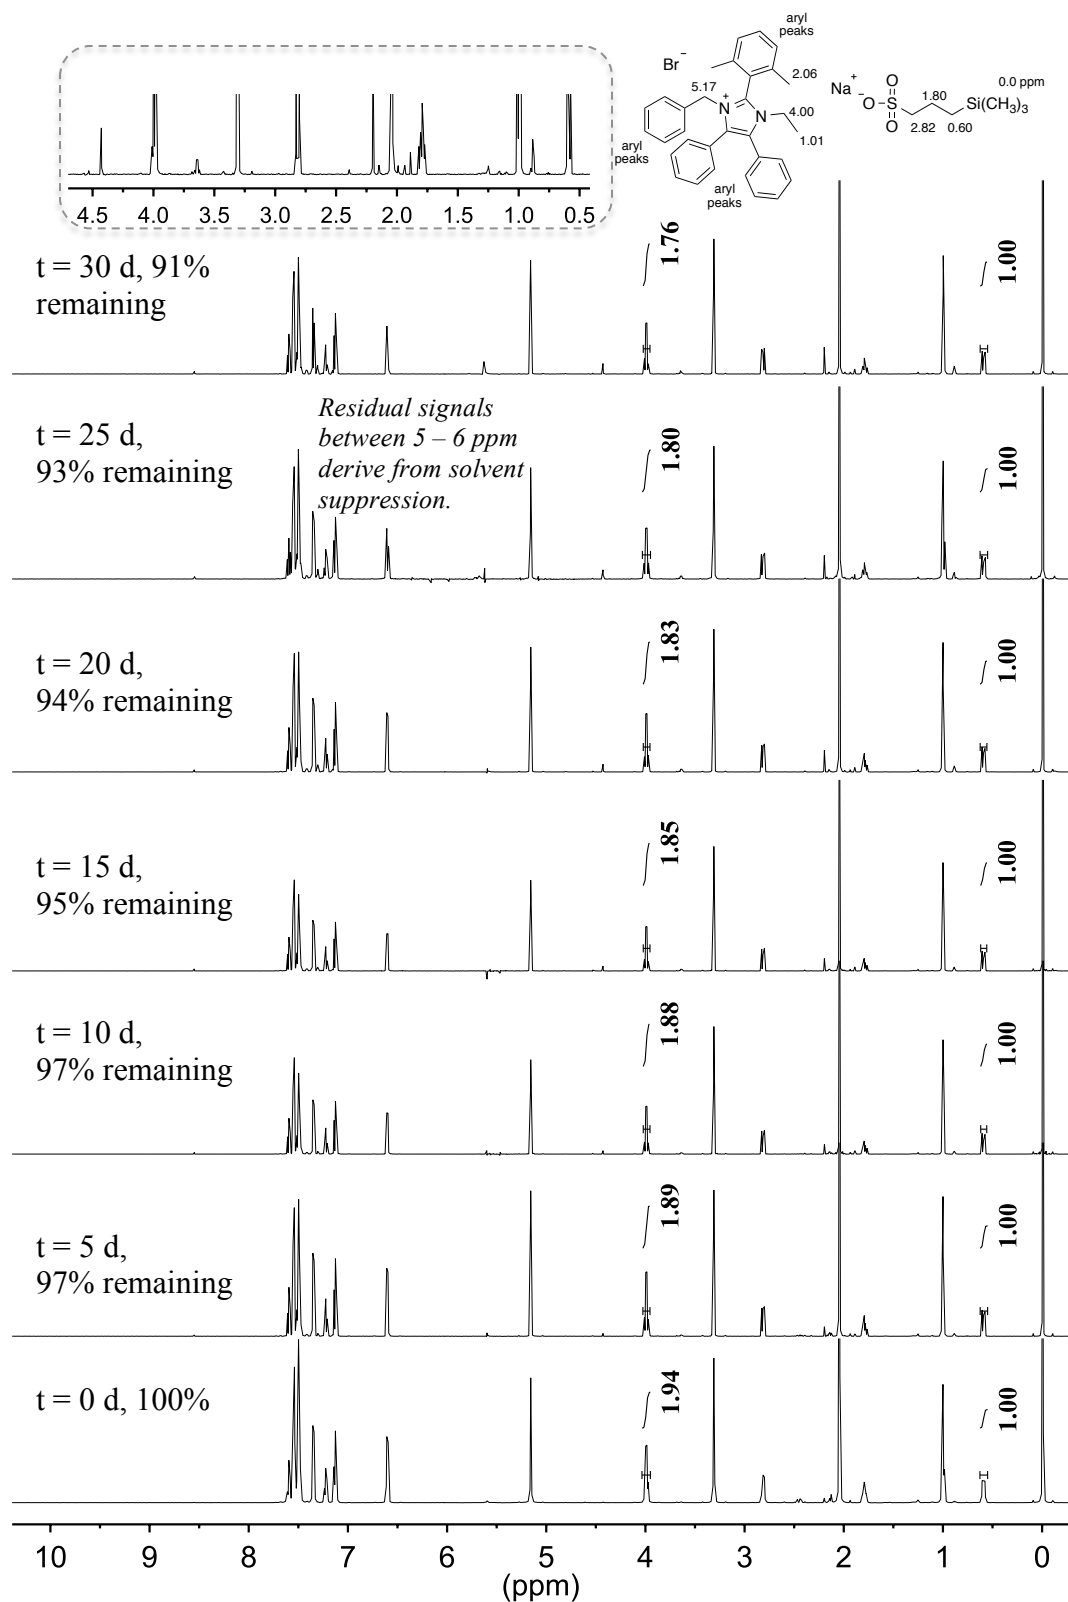 aryl
peaks
Br
−
2.06
5.17
+
N
N
4.00
1.01
aryl
peaks
aryl
peaks
Na
+
−
O
O
S
O
1.80
2.82
0.60
0.0 ppm
Si(CH3)3
4.5 4.0 3.5 3.0 2.5 2.0 1.5 1.0 0.5
t = 30 d, 91%
remaining
1.76
1.00
Residual signals
between 5 – 6 ppm
derive from solvent
suppression.
t = 25 d,
93% remaining
1.80
1.00
t = 20 d,
94% remaining
1.83
1.00
t = 15 d,
95% remaining
1.85
1.00
t = 10 d,
97% remaining
1.88
1.00
t = 5 d,
97% remaining
1.89
1.00
t = 0 d, 100%
1.94
1.00
10 9 8 7 6 5 4 3 2 1 0
(ppm)